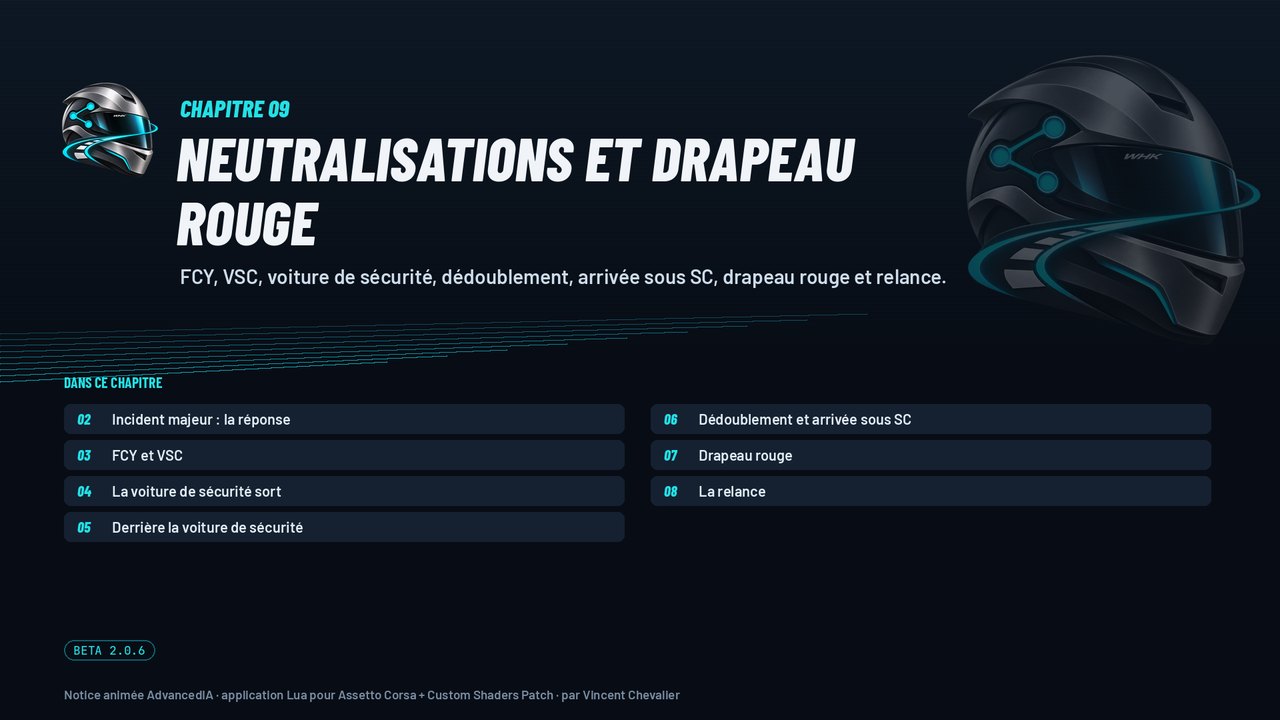 CHAPITRE 09
NEUTRALISATIONS ET DRAPEAU
ROUGE
FCY, VSC, voiture de sécurité, dédoublement, arrivée sous SC, drapeau rouge et relance.
WHK
DANS CE CHAPITRE
02 Incident majeur : la réponse
03 FCY et VSC
04 La voiture de sécurité sort
05 Derrière la voiture de sécurité
06 Dédoublement et arrivée sous SC
07 Drapeau rouge
08 La relance
BETA 2.0.6
Notice animée AdvancedIA · application Lua pour Assetto Corsa + Custom Shaders Patch · par Vincent Chevalier